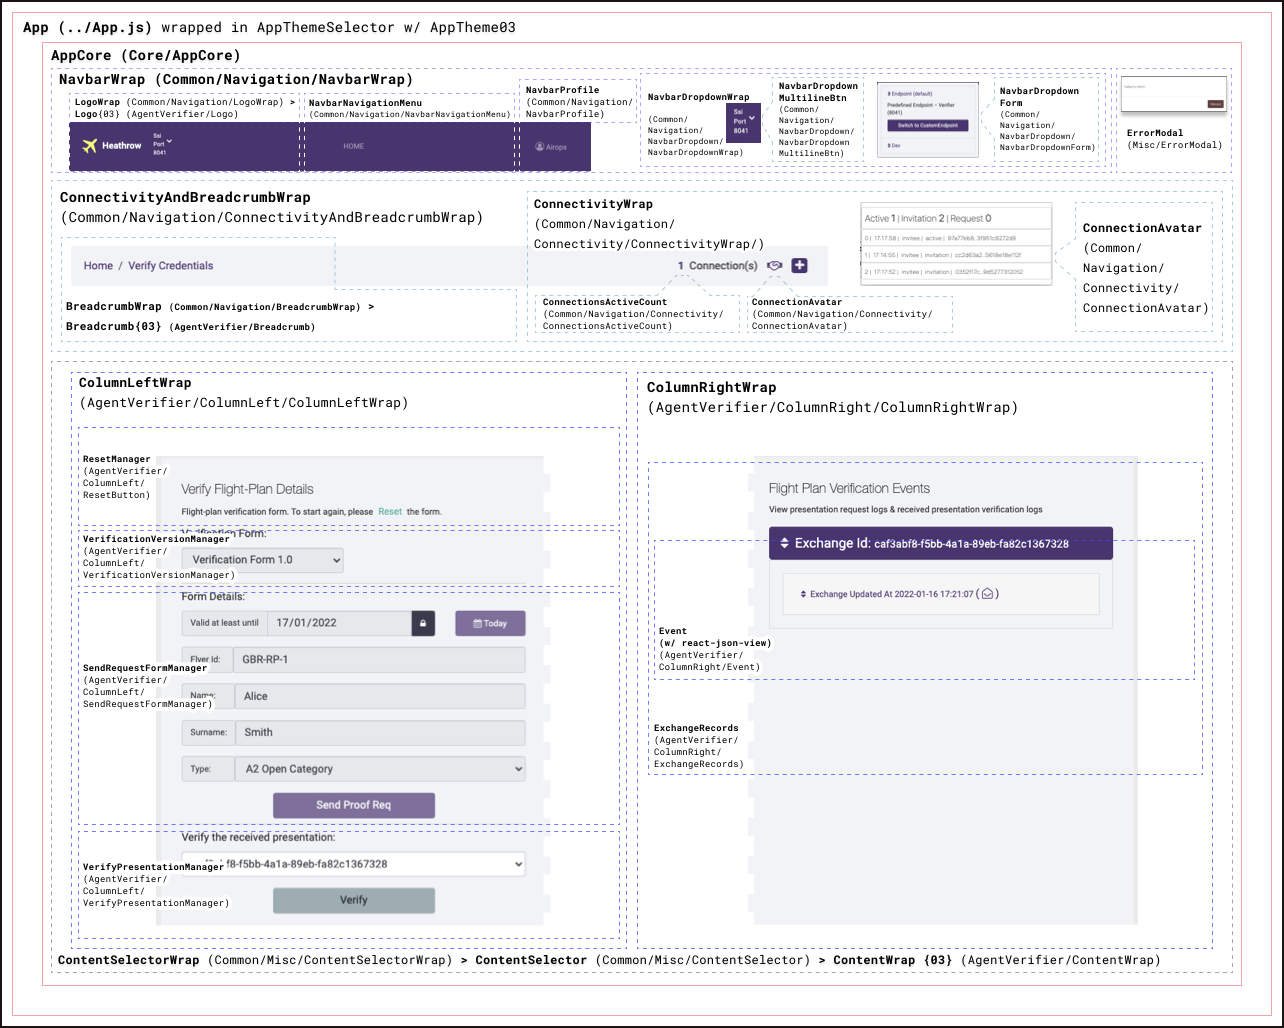 App (../App.js) wrapped in AppThemeSelector w/ AppTheme03
AppCore (Core/AppCore)
NavbarWrap (Common/Navigation/NavbarWrap)
LogoWrap (Common/Navigation/LogoWrap) >
Logo{03} (AgentVerifier/Logo)
Heathrow
Ssi
Port
8041
NavbarNavigationMenu
(Common/Navigation/NavbarNavigationMenu)
HOME
NavbarProfile
(Common/Navigation/
NavbarProfile)
Airops
NavbarDropdownWrap
(Common/
Navigation/
NavbarDropdown/
NavbarDropdownWrap)
Ssi
Port
8041
NavbarDropdown
MultilineBtn
(Common/
Navigation/
NavbarDropdown/
NavbarDropdown
MultilineBtn)
Endpoint (default)
Predefined Endpoint – Verifier
(8041)
Switch to CustomEndpoint
Dev
NavbarDropdown
Form
(Common/
Navigation/
NavbarDropdown/
NavbarDropdownForm)
ErrorModal
(Misc/ErrorModal)
ConnectivityAndBreadcrumbWrap
(Common/Navigation/ConnectivityAndBreadcrumbWrap)
Home / Verify Credentials
BreadcrumbWrap (Common/Navigation/BreadcrumbWrap) >
Breadcrumb{03} (AgentVerifier/Breadcrumb)
ConnectivityWrap
(Common/Navigation/
Connectivity/ConnectivityWrap/)
1 Connection(s)
ConnectionsActiveCount
(Common/Navigation/Connectivity/
ConnectionsActiveCount)
ConnectionAvatar
(Common/Navigation/Connectivity/
ConnectionAvatar)
Active 1 | Invitation 2 | Request 0
0 | 17:17:58 | invitee | active |
1 | 17:14:55 | invitee | invitation |
2 | 17:17:52 | invitee | invitation |
ConnectionAvatar
(Common/
Navigation/
Connectivity/
ConnectionAvatar)
ColumnLeftWrap
(AgentVerifier/ColumnLeft/ColumnLeftWrap)
ResetManager
(AgentVerifier/
ColumnLeft/
ResetButton)
Verify Flight-Plan Details
Flight-plan verification form. To start again, please Reset the form.
Verification Form:
VerificationVersionManager
(AgentVerifier/
ColumnLeft/
VerificationVersionManager)
Verification Form 1.0
Form Details:
Valid at least until 17/01/2022 Today
Flyer Id: GBR-RP-1
SendRequestFormManager
(AgentVerifier/
ColumnLeft/
SendRequestFormManager)
Name: Alice
Surname: Smith
Type: A2 Open Category
Send Proof Req
Verify the received presentation:
VerifyPresentationManager
(AgentVerifier/
ColumnLeft/
VerifyPresentationManager)
f8-f5bb-4a1a-89eb-fa82c1367328
Verify
ColumnRightWrap
(AgentVerifier/ColumnRight/ColumnRightWrap)
Flight Plan Verification Events
View presentation request logs & received presentation verification logs
Exchange Id: caf3abf8-f5bb-4a1a-89eb-fa82c1367328
Exchange Updated At 2022-01-16 17:21:07 ( )
Event
(w/ react-json-view)
(AgentVerifier/
ColumnRight/Event)
ExchangeRecords
(AgentVerifier/
ColumnRight/
ExchangeRecords)
ContentSelectorWrap (Common/Misc/ContentSelectorWrap) > ContentSelector (Common/Misc/ContentSelector) > ContentWrap {03} (AgentVerifier/ContentWrap)